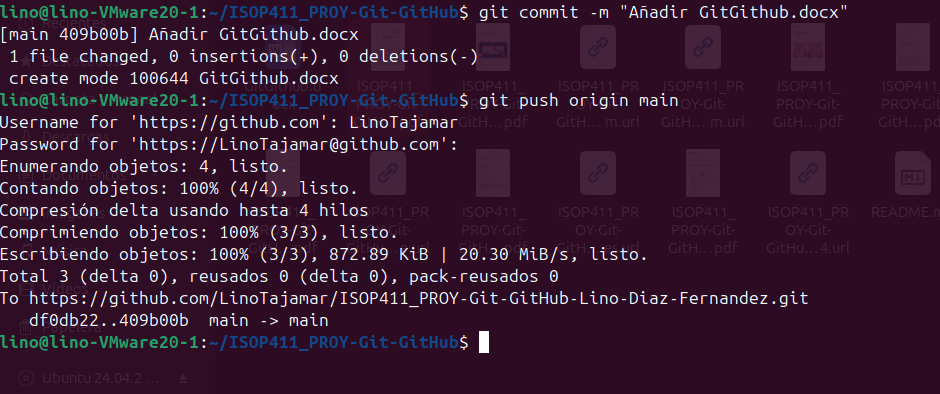 lino@lino-VMware20-1:~/ISOP411_PROY-Git-GitHub$ git commit -m "Añadir GitGithub.docx"
[main 409b00b] Añadir GitGithub.docx
 1 file changed, 0 insertions(+), 0 deletions(-)
 create mode 100644 GitGithub.docx
lino@lino-VMware20-1:~/ISOP411_PROY-Git-GitHub$ git push origin main
Username for 'https://github.com': LinoTajamar
Password for 'https://LinoTajamar@github.com':
Enumerando objetos: 4, listo.
Contando objetos: 100% (4/4), listo.
Compresión delta usando hasta 4 hilos
Comprimiendo objetos: 100% (3/3), listo.
Escribiendo objetos: 100% (3/3), 872.89 KiB | 20.30 MiB/s, listo.
Total 3 (delta 0), reusados 0 (delta 0), pack-reusados 0
To https://github.com/LinoTajamar/ISOP411_PROY-Git-GitHub-Lino-Diaz-Fernandez.git
   df0db22..409b00b  main -> main
lino@lino-VMware20-1:~/ISOP411_PROY-Git-GitHub$
Ubuntu 24.04.2 ...